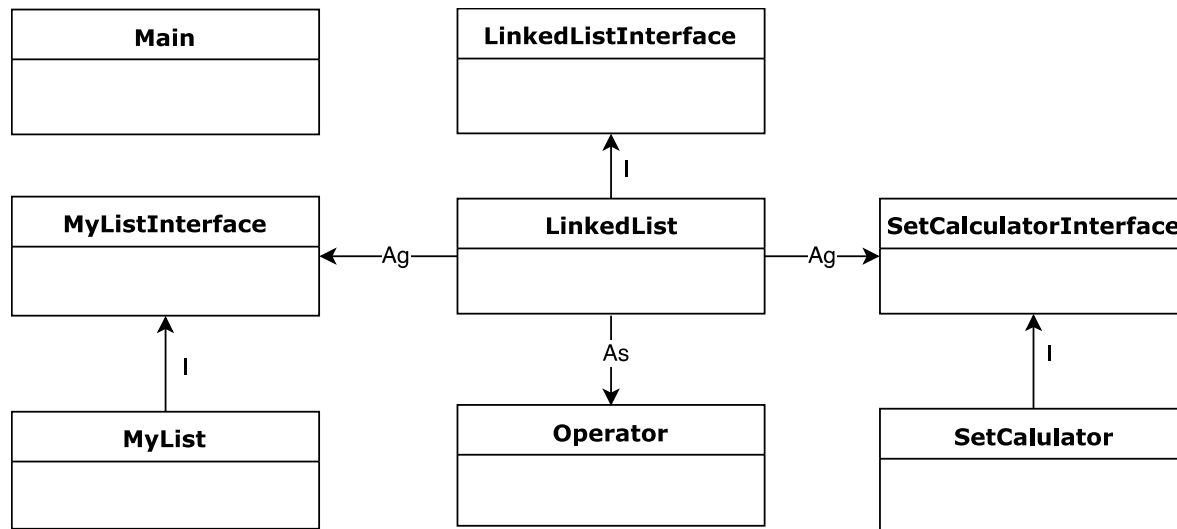 Main
LinkedListInterface
I
MyListInterface
LinkedList
SetCalculatorInterface
Ag
Ag
I
As
I
MyList
Operator
SetCalulator